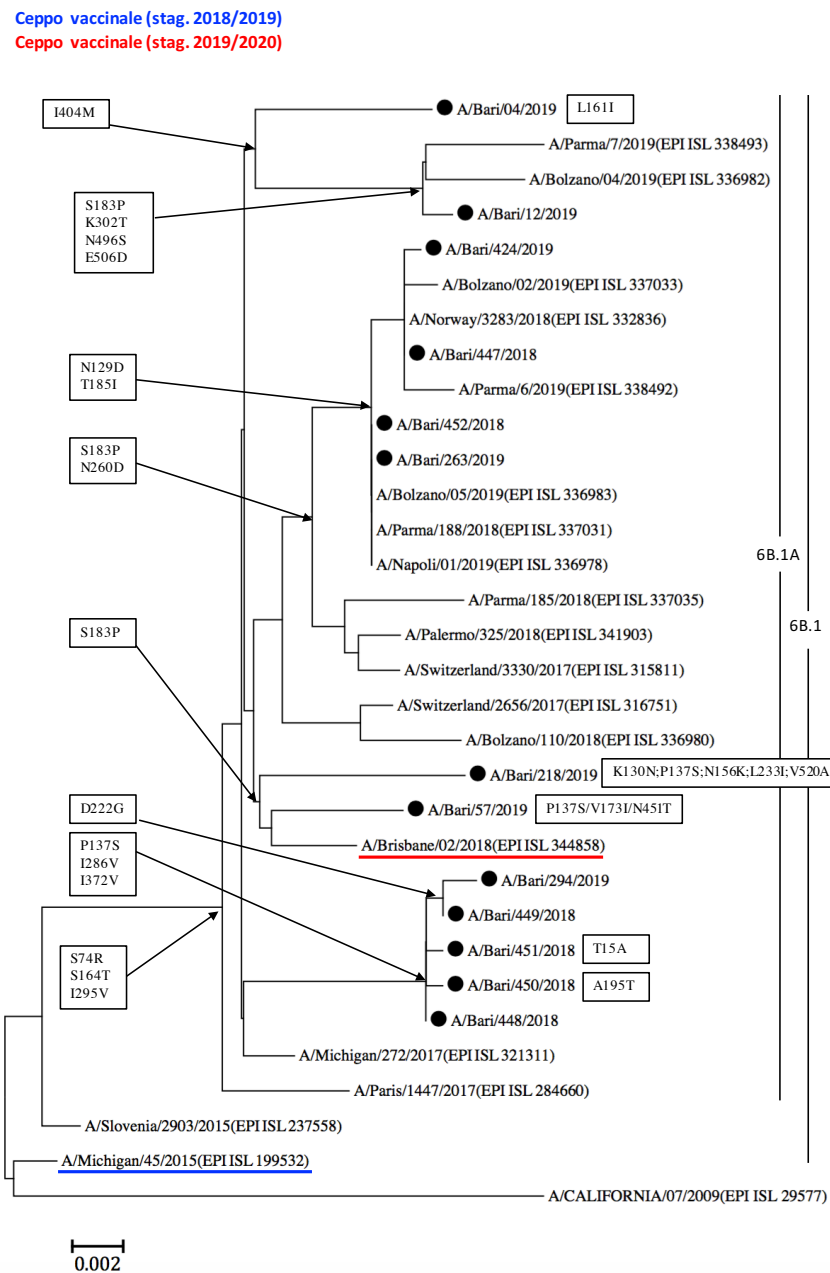 Ceppo vaccinale (stag. 2018/2019)
Ceppo vaccinale (stag. 2019/2020)
I404M
A/Bari/04/2019
L161I
A/Parma/7/2019(EPI ISL 338493)
A/Bolzano/04/2019(EPI ISL 336982)
S183P
K302T
N496S
E506D
A/Bari/12/2019
A/Bari/424/2019
A/Bolzano/02/2019(EPI ISL 337033)
A/Norway/3283/2018(EPI ISL 332836)
A/Bari/447/2018
N129D
T185I
A/Parma/6/2019(EPI ISL 338492)
A/Bari/452/2018
S183P
N260D
A/Bari/263/2019
A/Bolzano/05/2019(EPI ISL 336983)
A/Parma/188/2018(EPI ISL 337031)
6B.1A
A/Napoli/01/2019(EPI ISL 336978)
A/Parma/185/2018(EPI ISL 337035)
6B.1
S183P
A/Palermo/325/2018(EPI ISL 341903)
A/Switzerland/3330/2017(EPI ISL 315811)
A/Switzerland/2656/2017(EPI ISL 316751)
A/Bolzano/110/2018(EPI ISL 336980)
A/Bari/218/2019
K130N;P137S;N156K;L233I;V520A
D222G
A/Bari/57/2019
P137S/V173I/N451T
P137S
I286V
I372V
A/Brisbane/02/2018(EPI ISL 344858)
A/Bari/294/2019
A/Bari/449/2018
A/Bari/451/2018
T15A
S74R
S164T
I295V
A/Bari/450/2018
A195T
A/Bari/448/2018
A/Michigan/272/2017(EPI ISL 321311)
A/Paris/1447/2017(EPI ISL 284660)
A/Slovenia/2903/2015(EPI ISL 237558)
A/Michigan/45/2015(EPI ISL 199532)
A/CALIFORNIA/07/2009(EPI ISL 29577)
0.002